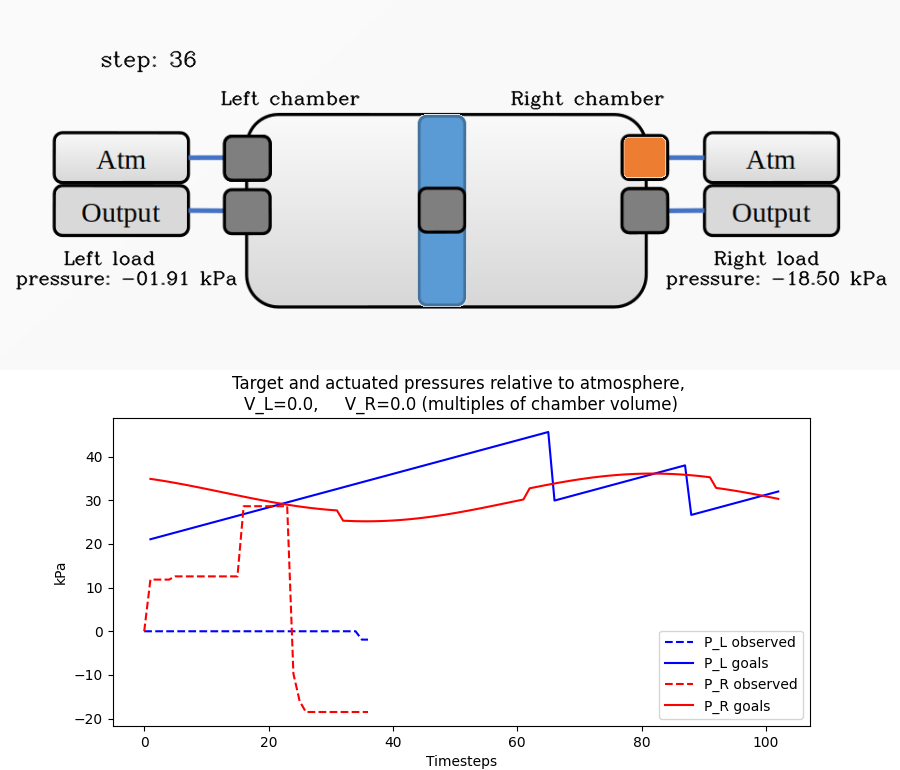 step: 36
Left chamber
Right chamber
Atm
Atm
Output
Output
Left load
pressure: −01.91 kPa
Right load
pressure: −18.50 kPa
Target and actuated pressures relative to atmosphere,
V_L=0.0, V_R=0.0 (multiples of chamber volume)
40
30
20
10
0
−10
−20
kPa
P_L observed
P_L goals
P_R observed
P_R goals
0 20 40 60 80 100
Timesteps